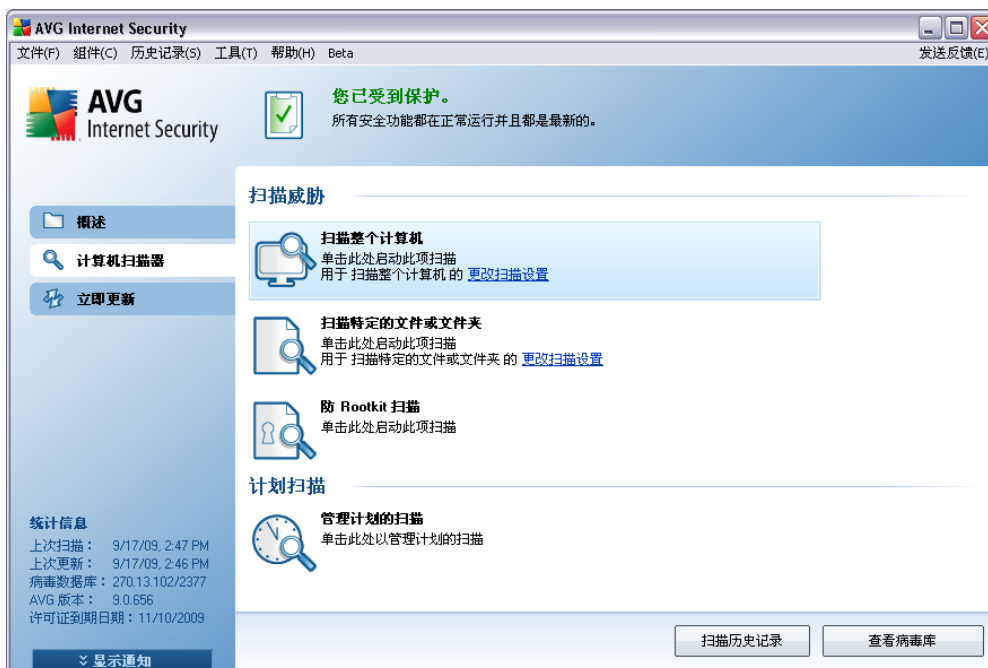 AVG Internet Security
文件(F) 组件(C) 历史记录(S) 工具(T) 帮助(H) Beta 发送反馈(E)
AVG
Internet Security
您已受到保护。
所有安全功能都在正常运行并且都是最新的。
概述
计算机扫描器
立即更新
扫描威胁
扫描整个计算机
单击此处启动此项扫描
用于 扫描整个计算机 的 更改扫描设置
扫描特定的文件或文件夹
单击此处启动此项扫描
用于 扫描特定的文件或文件夹 的 更改扫描设置
防 Rootkit 扫描
单击此处启动此项扫描
计划扫描
管理计划的扫描
单击此处以管理计划的扫描
统计信息
上次扫描： 9/17/09, 2:47 PM
上次更新： 9/17/09, 2:46 PM
病毒数据库：270.13.102/2377
AVG 版本： 9.0.656
许可证到期日期：11/10/2009
显示通知
扫描历史记录
查看病毒库